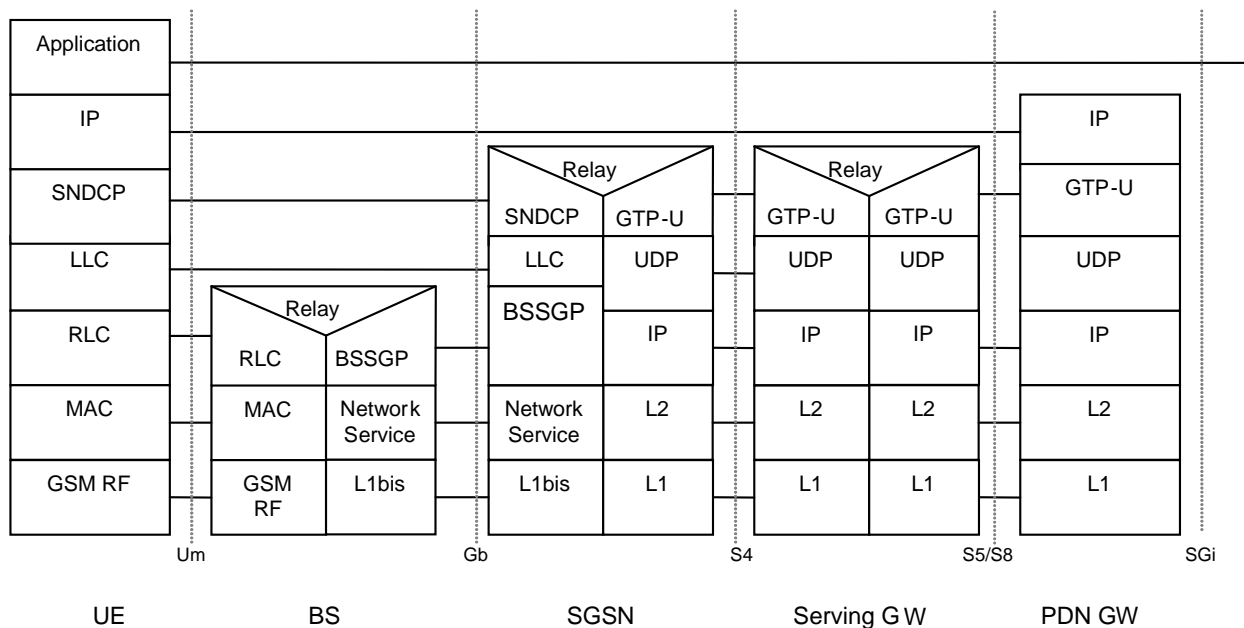 Application
IP
IP
Relay
Relay
SNDCP
GTP-U
SNDCP
GTP-U
GTP-U
GTP-U
LLC
LLC
UDP
UDP
UDP
UDP
Relay
BSSGP
RLC
IP
IP
IP
IP
RLC
BSSGP
MAC
MAC
Network
Service
Network
Service
L2
L2
L2
L2
GSM RF
GSM
RF
L1bis
L1bis
L1
L1
L1
L1
Um
Gb
S4
S5/S8
SGi
UE
BS
SGSN
Serving GW
PDN GW